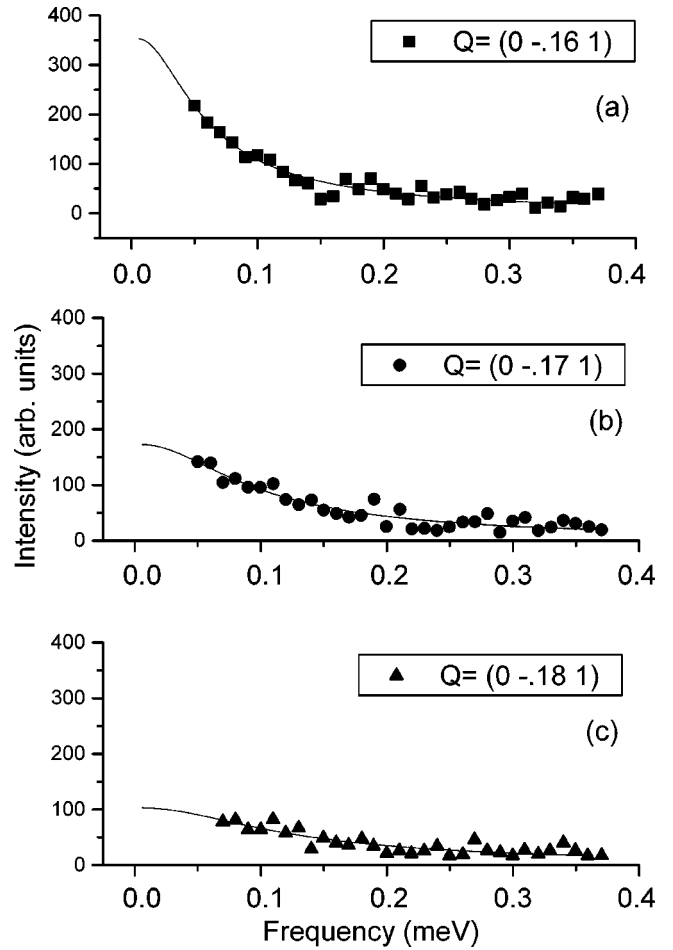 400
300
200
100
0
Q= (0 -.16 1)
(a)
0.0 0.1 0.2 0.3 0.4
Intensity (arb. units)
400
300
200
100
0
Q= (0 -.17 1)
(b)
0.0 0.1 0.2 0.3 0.4
400
300
200
100
0
Q= (0 -.18 1)
(c)
0.0 0.1 0.2 0.3 0.4
Frequency (meV)